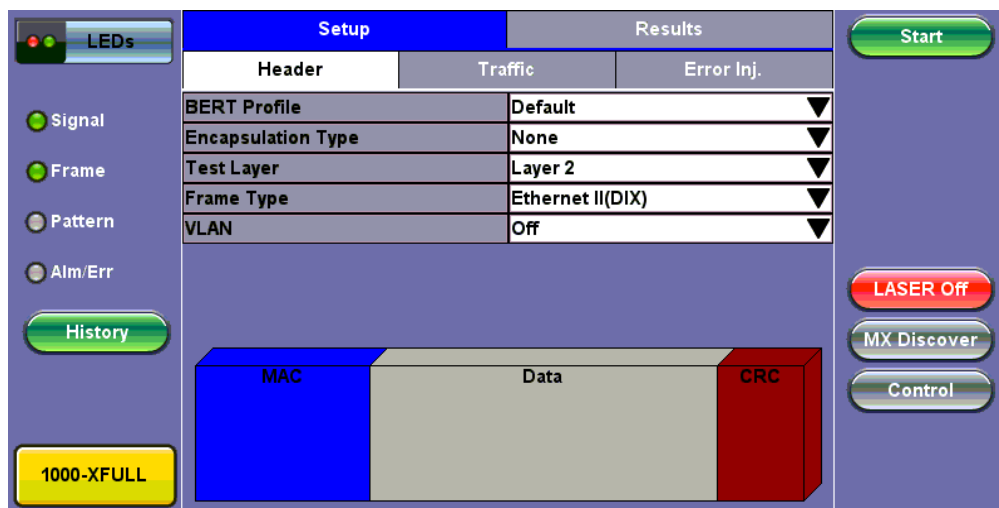 LEDs
Setup
Results
Start
Header
Traffic
Error Inj.
BERT Profile
Default
Encapsulation Type
None
Test Layer
Layer 2
Frame Type
Ethernet II(DIX)
VLAN
Off
Signal
Frame
Pattern
Alm/Err
History
1000-XFULL
MAC
Data
CRC
LASER Off
MX Discover
Control